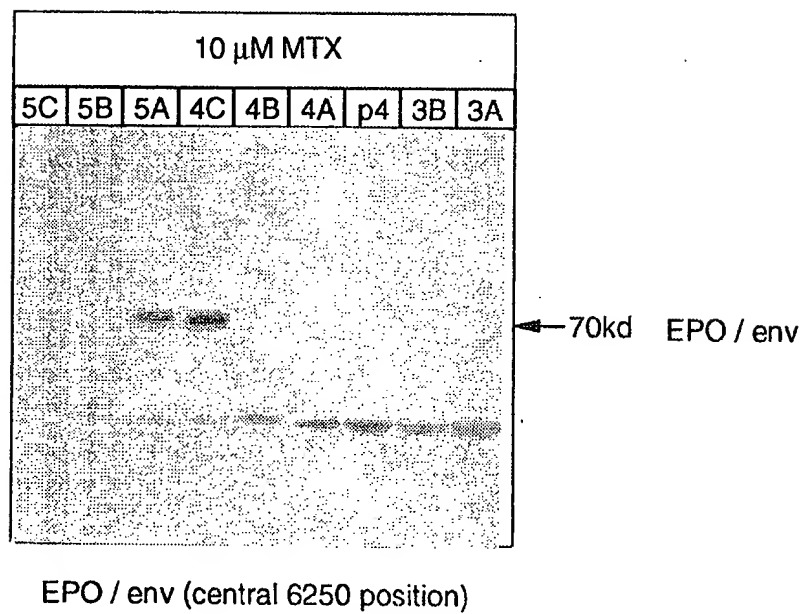 10 μM MTX
5C 5B 5A 4C 4B 4A p4 3B 3A
70kd EPO / env
EPO / env (central 6250 position)